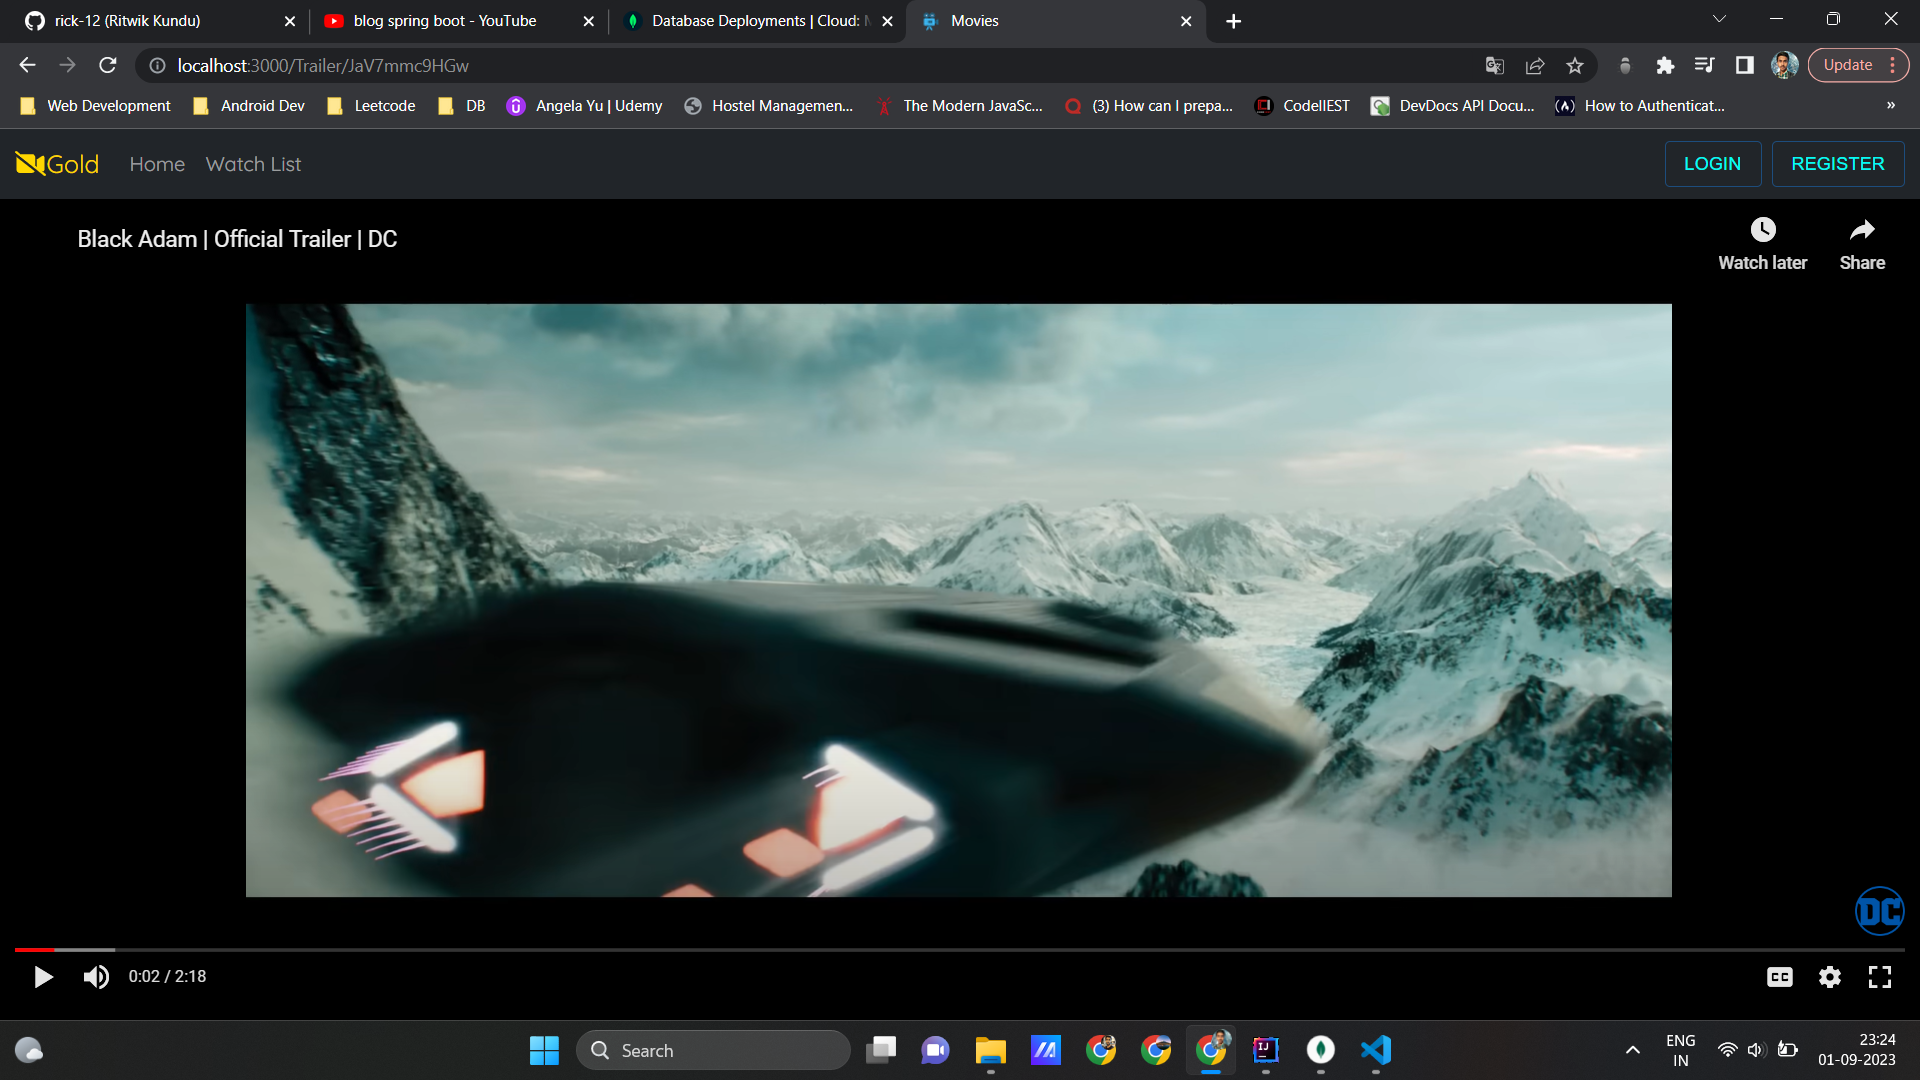 rick-12 (Ritwik Kundu)
blog spring boot - YouTube
Database Deployments | Cloud: M
Movies
localhost:3000/Trailer/JaV7mmc9HGw
Update
Web Development
Android Dev
Leetcode
DB
Angela Yu | Udemy
Hostel Managemen...
The Modern JavaSc...
(3) How can I prepa...
CodeIIEST
DevDocs API Docu...
How to Authenticat...
»
Gold
Home
Watch List
LOGIN
REGISTER
Black Adam | Official Trailer | DC
Watch later
Share
DC
0:02 / 2:18
CC
Search
IJ
ENG
IN
23:24
01-09-2023